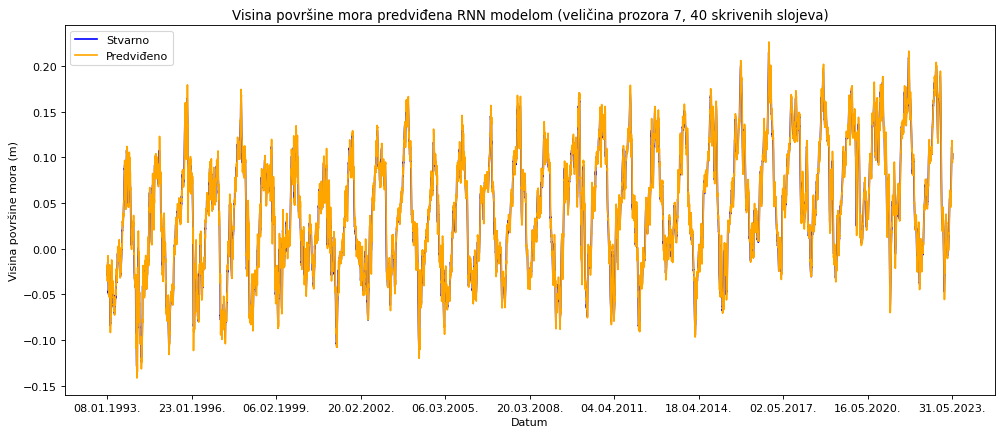 Visina površine mora predviđena RNN modelom (veličina prozora 7, 40 skrivenih slojeva)
Stvarno
Predviđeno
Visina površine mora (m)
0.20
0.15
0.10
0.05
0.00
−0.05
−0.10
−0.15
08.01.1993. 23.01.1996. 06.02.1999. 20.02.2002. 06.03.2005. 20.03.2008. 04.04.2011. 18.04.2014. 02.05.2017. 16.05.2020. 31.05.2023.
Datum